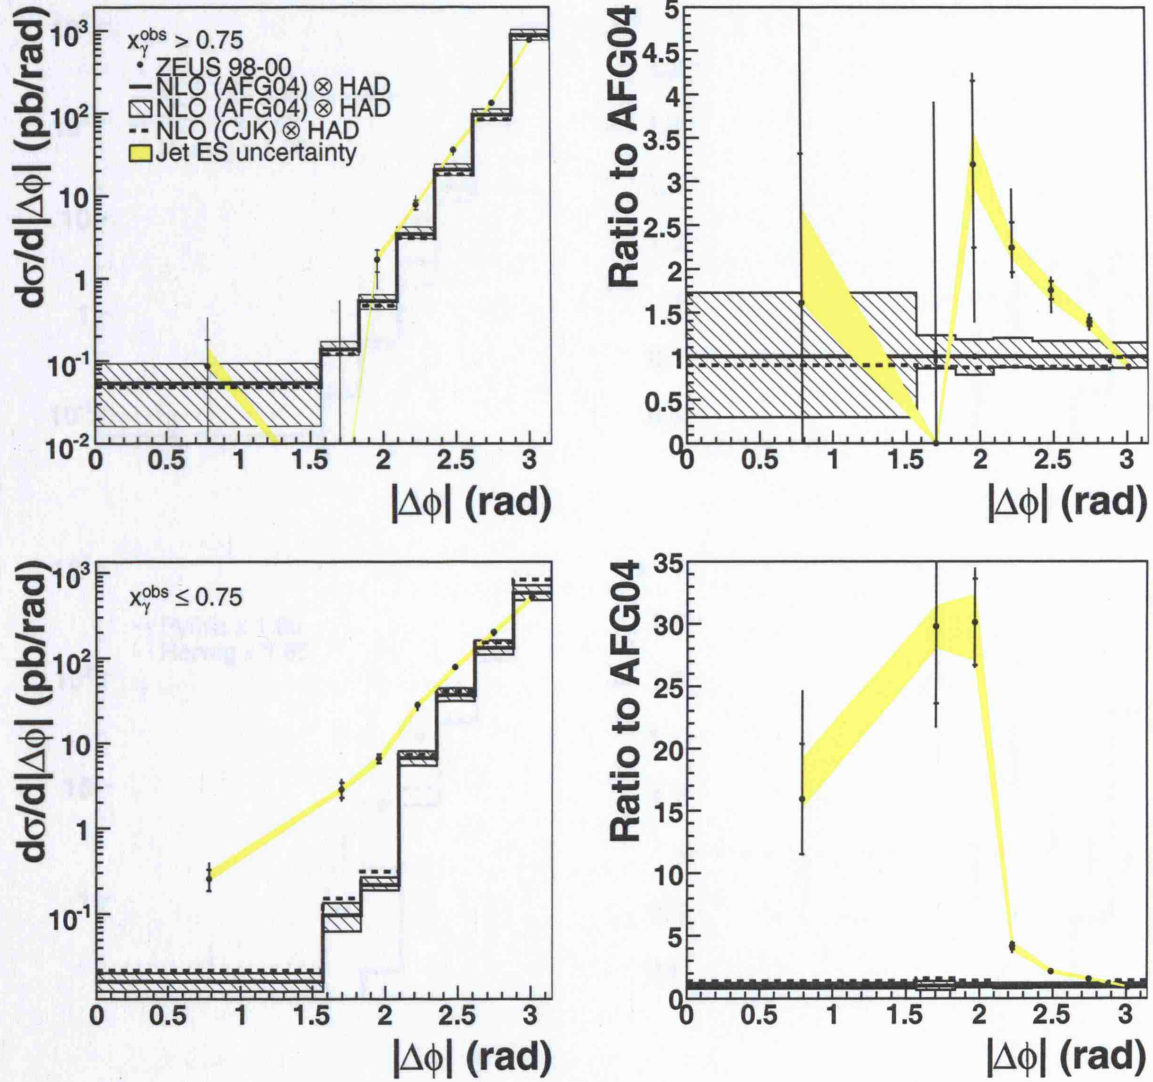 dσ/d|Δϕ| (pb/rad)
10³
10²
10
1
10⁻¹
10⁻²
xγ^obs > 0.75
ZEUS 98-00
NLO (AFG04) ⊗ HAD
NLO (AFG04) ⊗ HAD
NLO (CJK) ⊗ HAD
Jet ES uncertainty
0 0.5 1 1.5 2 2.5 3
|Δϕ| (rad)
Ratio to AFG04
5
4.5
4
3.5
3
2.5
2
1.5
1
0.5
0
0 0.5 1 1.5 2 2.5 3
|Δϕ| (rad)
dσ/d|Δϕ| (pb/rad)
10³
10²
10
1
10⁻¹
xγ^obs ≤ 0.75
0 0.5 1 1.5 2 2.5 3
|Δϕ| (rad)
Ratio to AFG04
35
30
25
20
15
10
5
0
0 0.5 1 1.5 2 2.5 3
|Δϕ| (rad)